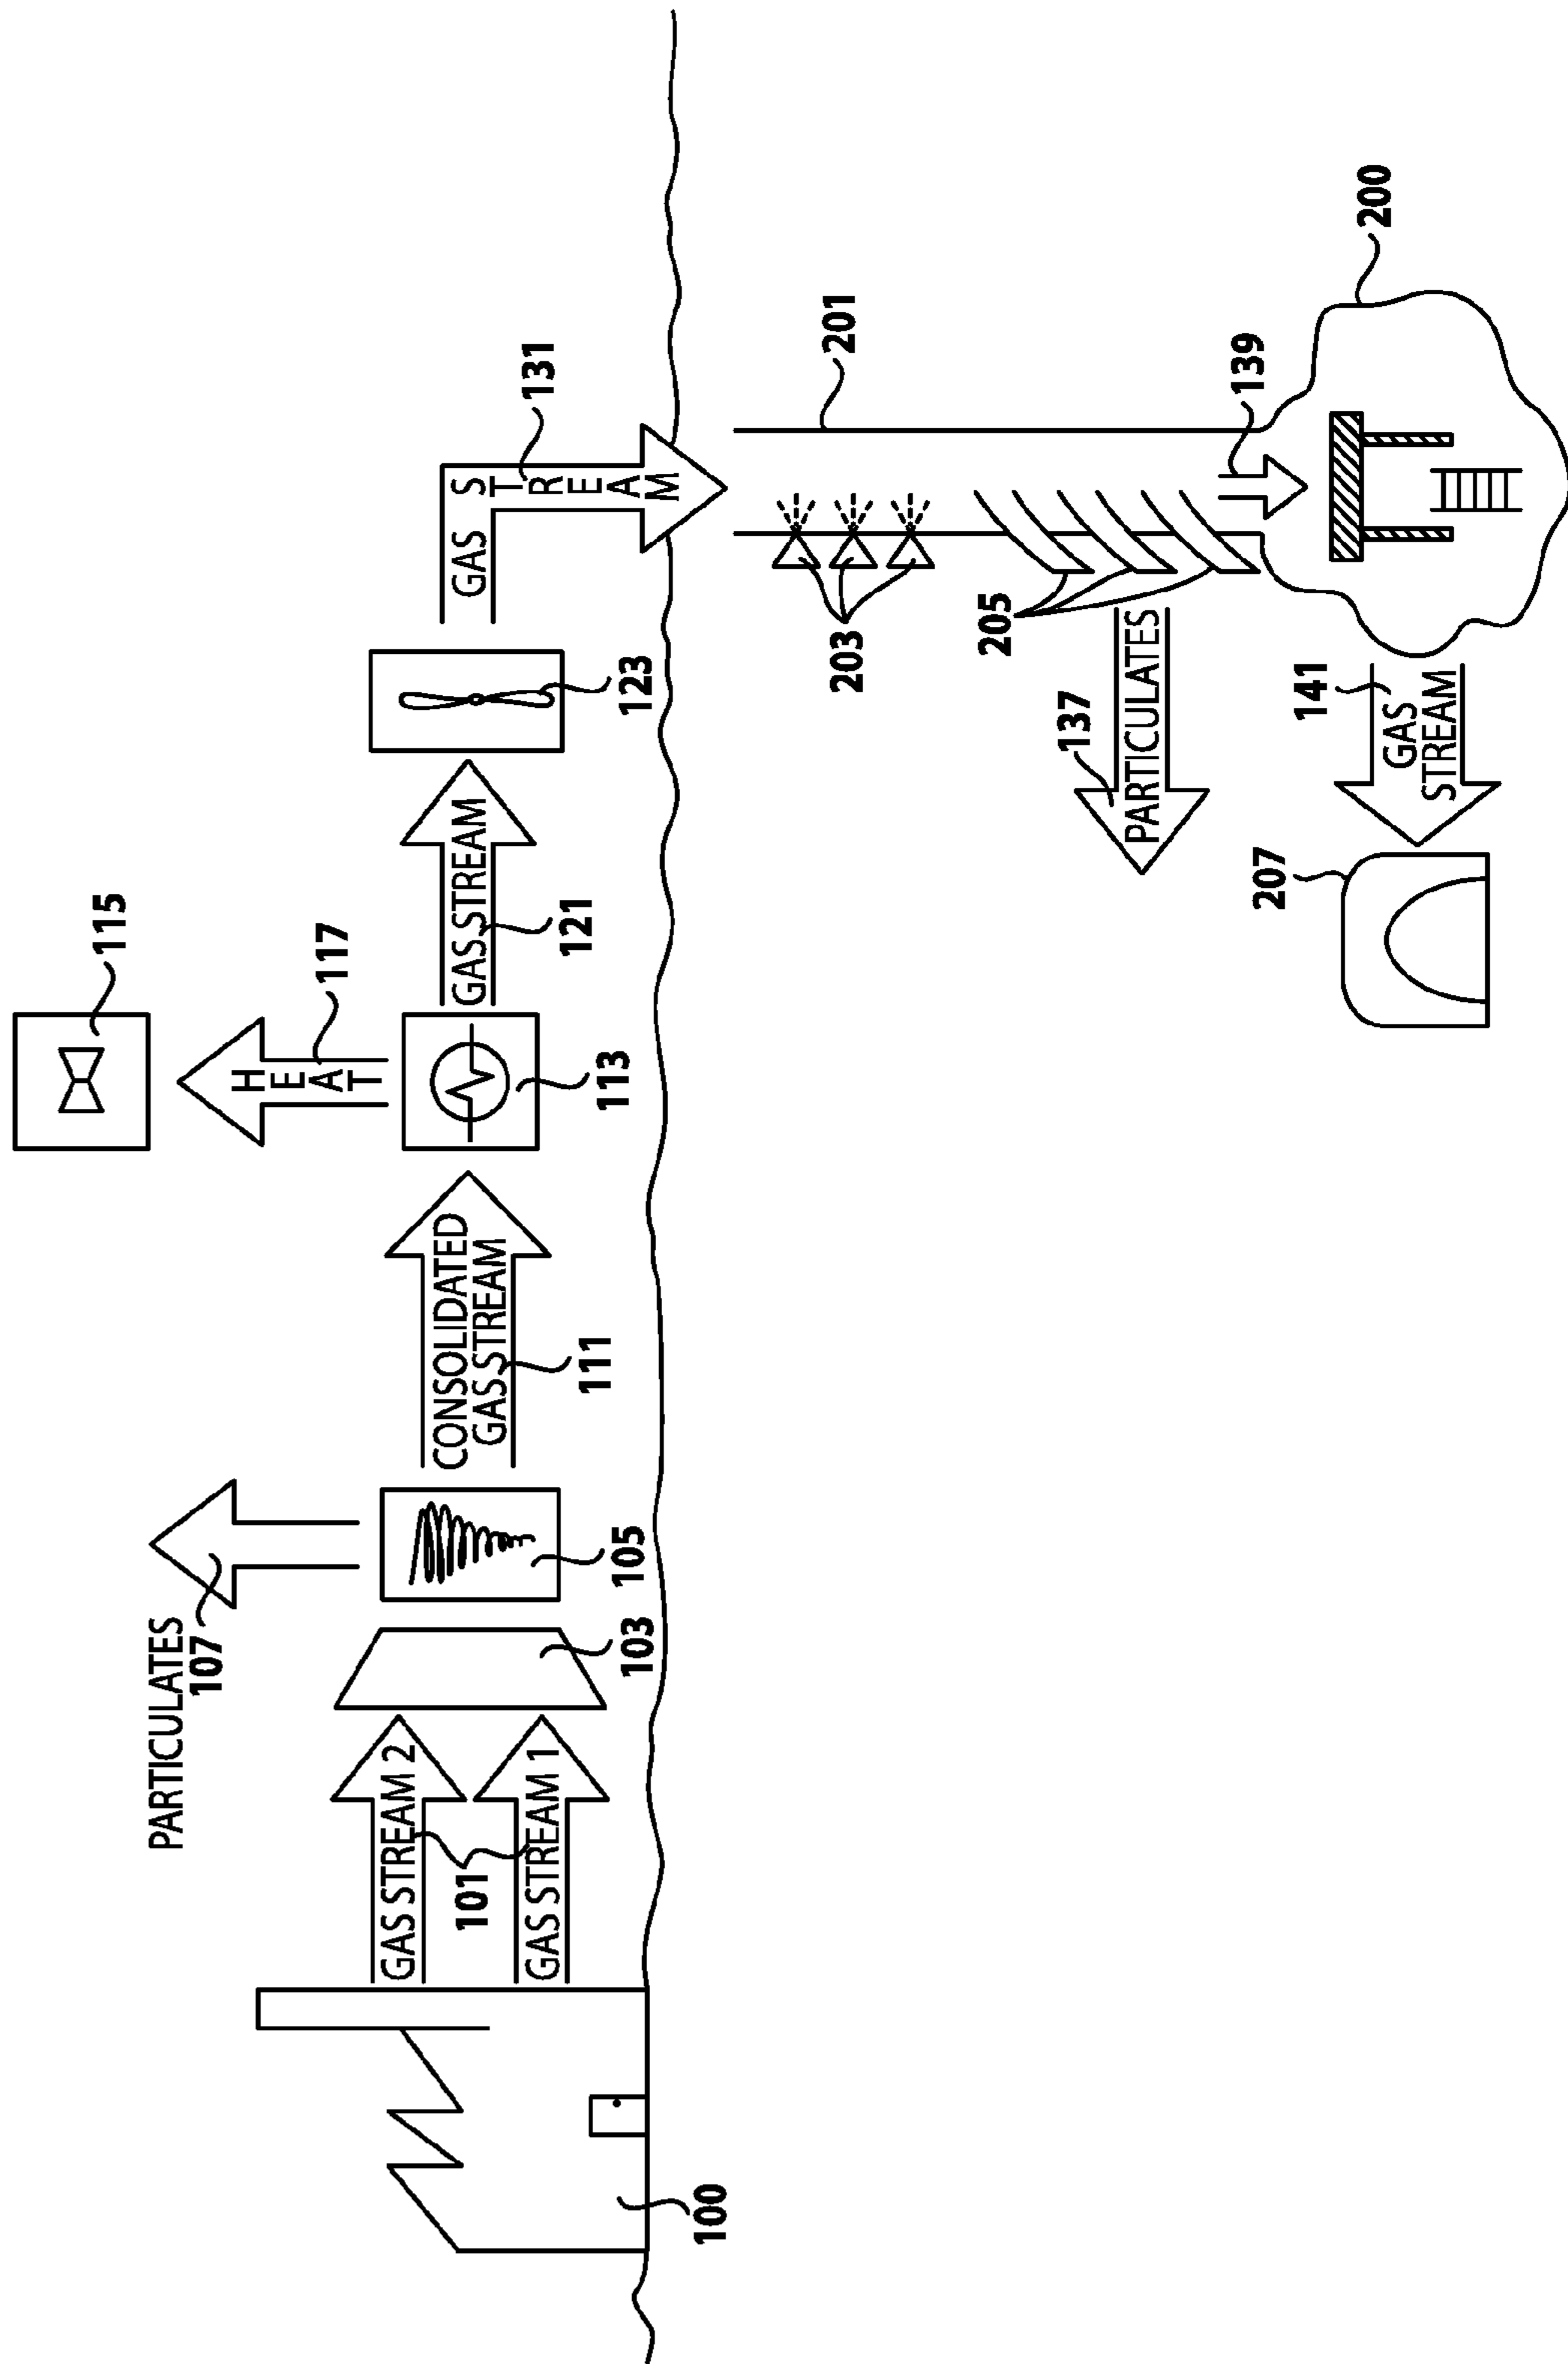 115
PARTICULATES
107
HEAT
117
GAS STREAM 2
GAS STREAM 1
101
103
105
CONSOLIDATED
GAS STREAM
111
113
GAS STREAM
121
123
GAS STREAM
131
100
201
203
205
137
PARTICULATES
139
200
141
GAS
STREAM
207